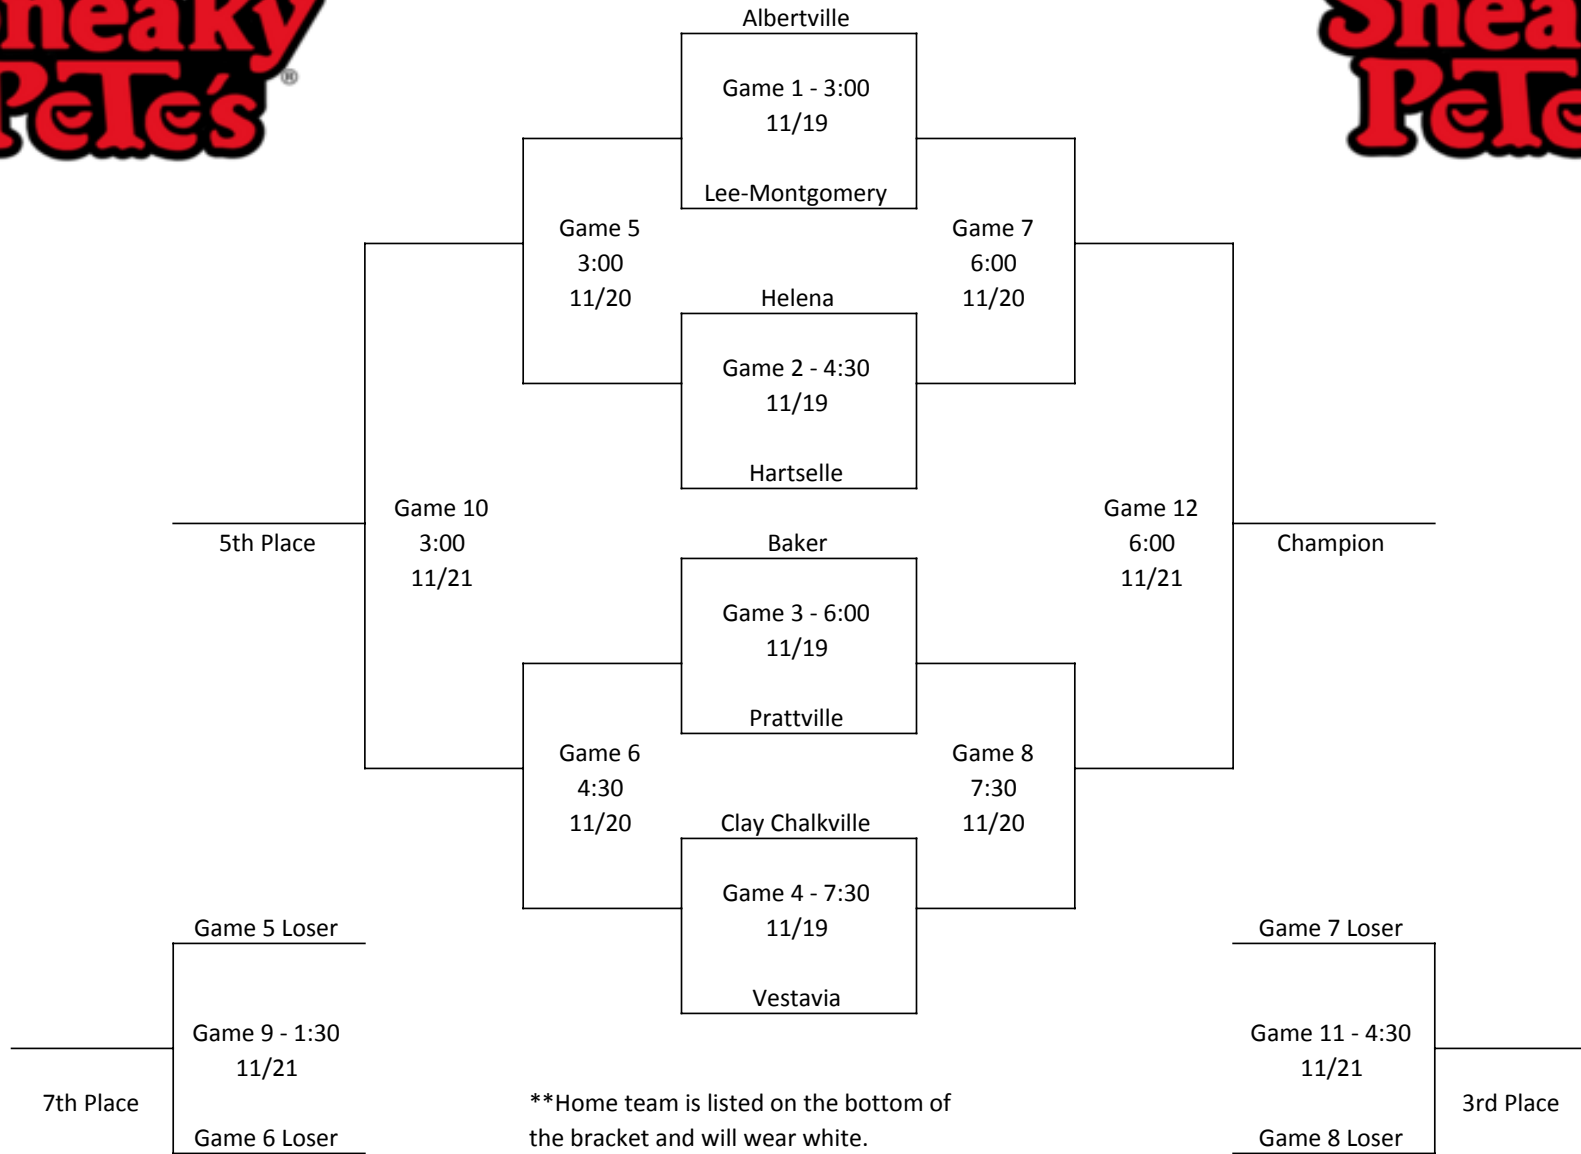 Sneaky
Pete's
®
Snea
Pete
Albertville
Game 1 - 3:00
11/19
Lee-Montgomery
Game 5
3:00
11/20
Game 7
6:00
11/20
Helena
Game 2 - 4:30
11/19
Hartselle
Game 10
3:00
11/21
5th Place
Game 12
6:00
11/21
Champion
Baker
Game 3 - 6:00
11/19
Prattville
Game 6
4:30
11/20
Game 8
7:30
11/20
Clay Chalkville
Game 4 - 7:30
11/19
Vestavia
Game 5 Loser
Game 9 - 1:30
11/21
7th Place
Game 6 Loser
Game 7 Loser
Game 11 - 4:30
11/21
3rd Place
Game 8 Loser
**Home team is listed on the bottom of
the bracket and will wear white.